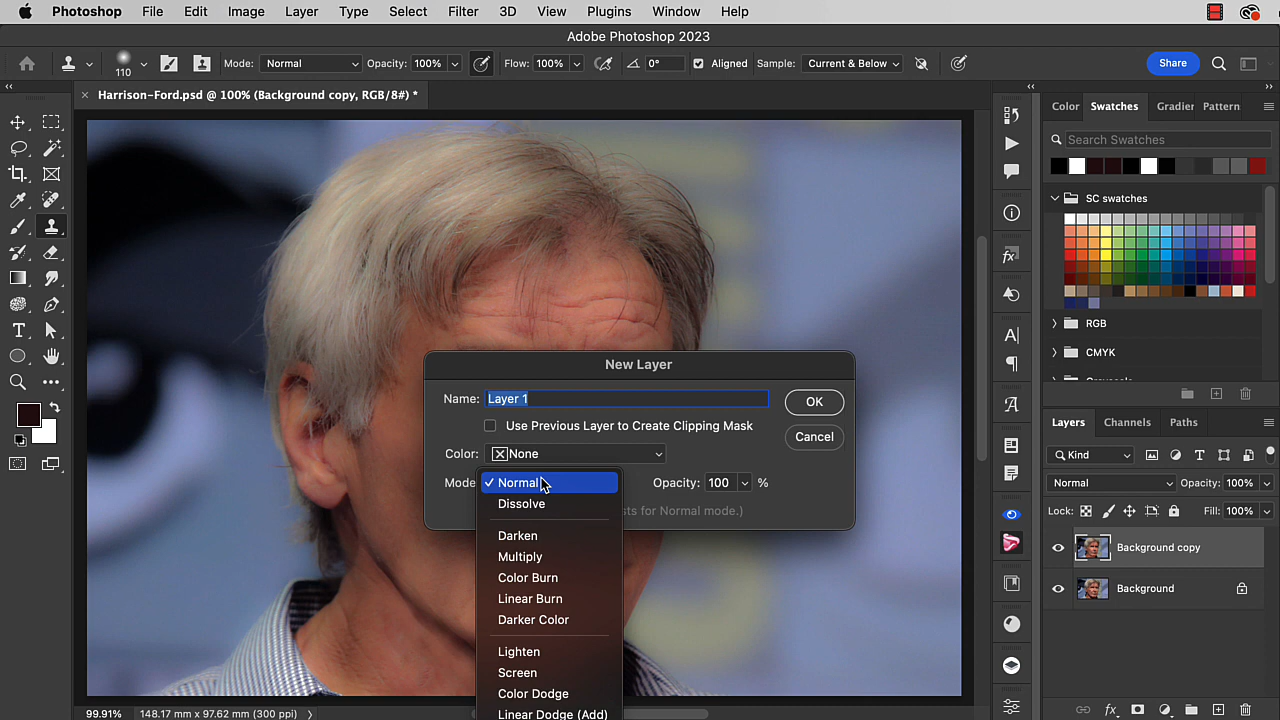 Photoshop File Edit Image Layer Type Select Filter 3D View Plugins Window Help
Adobe Photoshop 2023
110 Mode: Normal Opacity: 100% Flow: 100% 0° Aligned Sample: Current & Below Share
× Harrison-Ford.psd @ 100% (Background copy, RGB/8#) *
Color Swatches Gradier Pattern
Search Swatches
SC swatches
RGB
CMYK
New Layer
Name: Layer 1 OK
Use Previous Layer to Create Clipping Mask
Cancel
Color: None
Mode Normal Opacity: 100 %
Dissolve
sts for Normal mode.)
Darken
Multiply
Color Burn
Linear Burn
Darker Color
Lighten
Screen
Color Dodge
Linear Dodge (Add)
Layers Channels Paths
Kind
Normal Opacity: 100%
Lock: Fill: 100%
Background copy
Background
99.91% 148.17 mm x 97.62 mm (300 ppi)